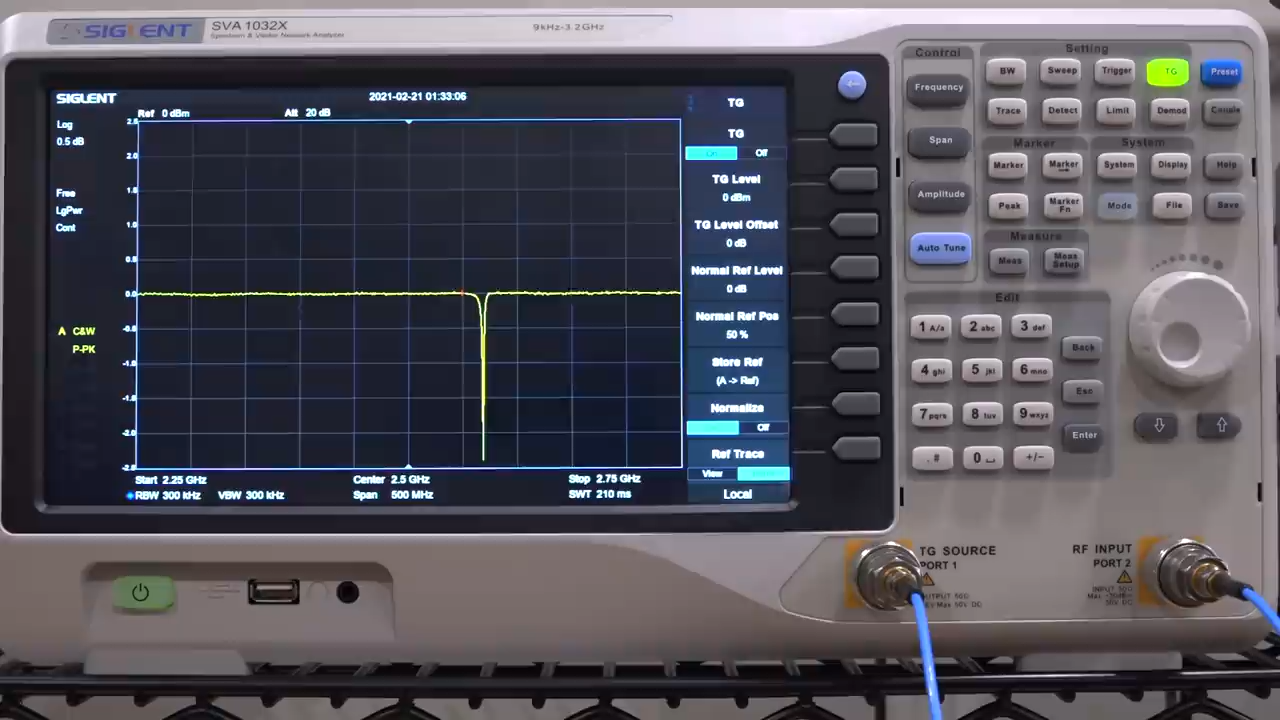 SIGLENT
SVA 1032X
Spectrum & Vector Network Analyzer
9kHz-3.2GHz
SIGLENT
2021-02-21 01:33:06
Ref 0 dBm
Att 20 dB
Log
0.5 dB
Free
LgPwr
Cont
A C&W
P-PK
2.5
2.0
1.5
1.0
0.5
0.0
-0.5
-1.0
-1.5
-2.0
Start 2.25 GHz
Center 2.5 GHz
Stop 2.75 GHz
RBW 300 kHz
VBW 300 kHz
Span 500 MHz
SWT 210 ms
TG
TG
On Off
TG Level
0 dBm
TG Level Offset
0 dB
Normal Ref Level
0 dB
Normal Ref Pos
50 %
Store Ref
(A -> Ref)
Normalize
Off
Ref Trace
View
Local
Control
Frequency
Span
Amplitude
Auto Tune
Setting
BW
Sweep
Trigger
TG
Preset
Trace
Detect
Limit
Demod
Couple
Marker
System
Marker
Marker
System
Display
Help
Peak
Marker Fn
Mode
File
Save
Measure
Meas
Meas Setup
Edit
1 A/a
2 abc
3 def
4 ghi
5 jkl
6 mno
7 pqrs
8 tuv
9 wxyz
. #
0
+/-
Back
Esc
Enter
TG SOURCE
PORT 1
RF INPUT
PORT 2
INPUT 50Ω